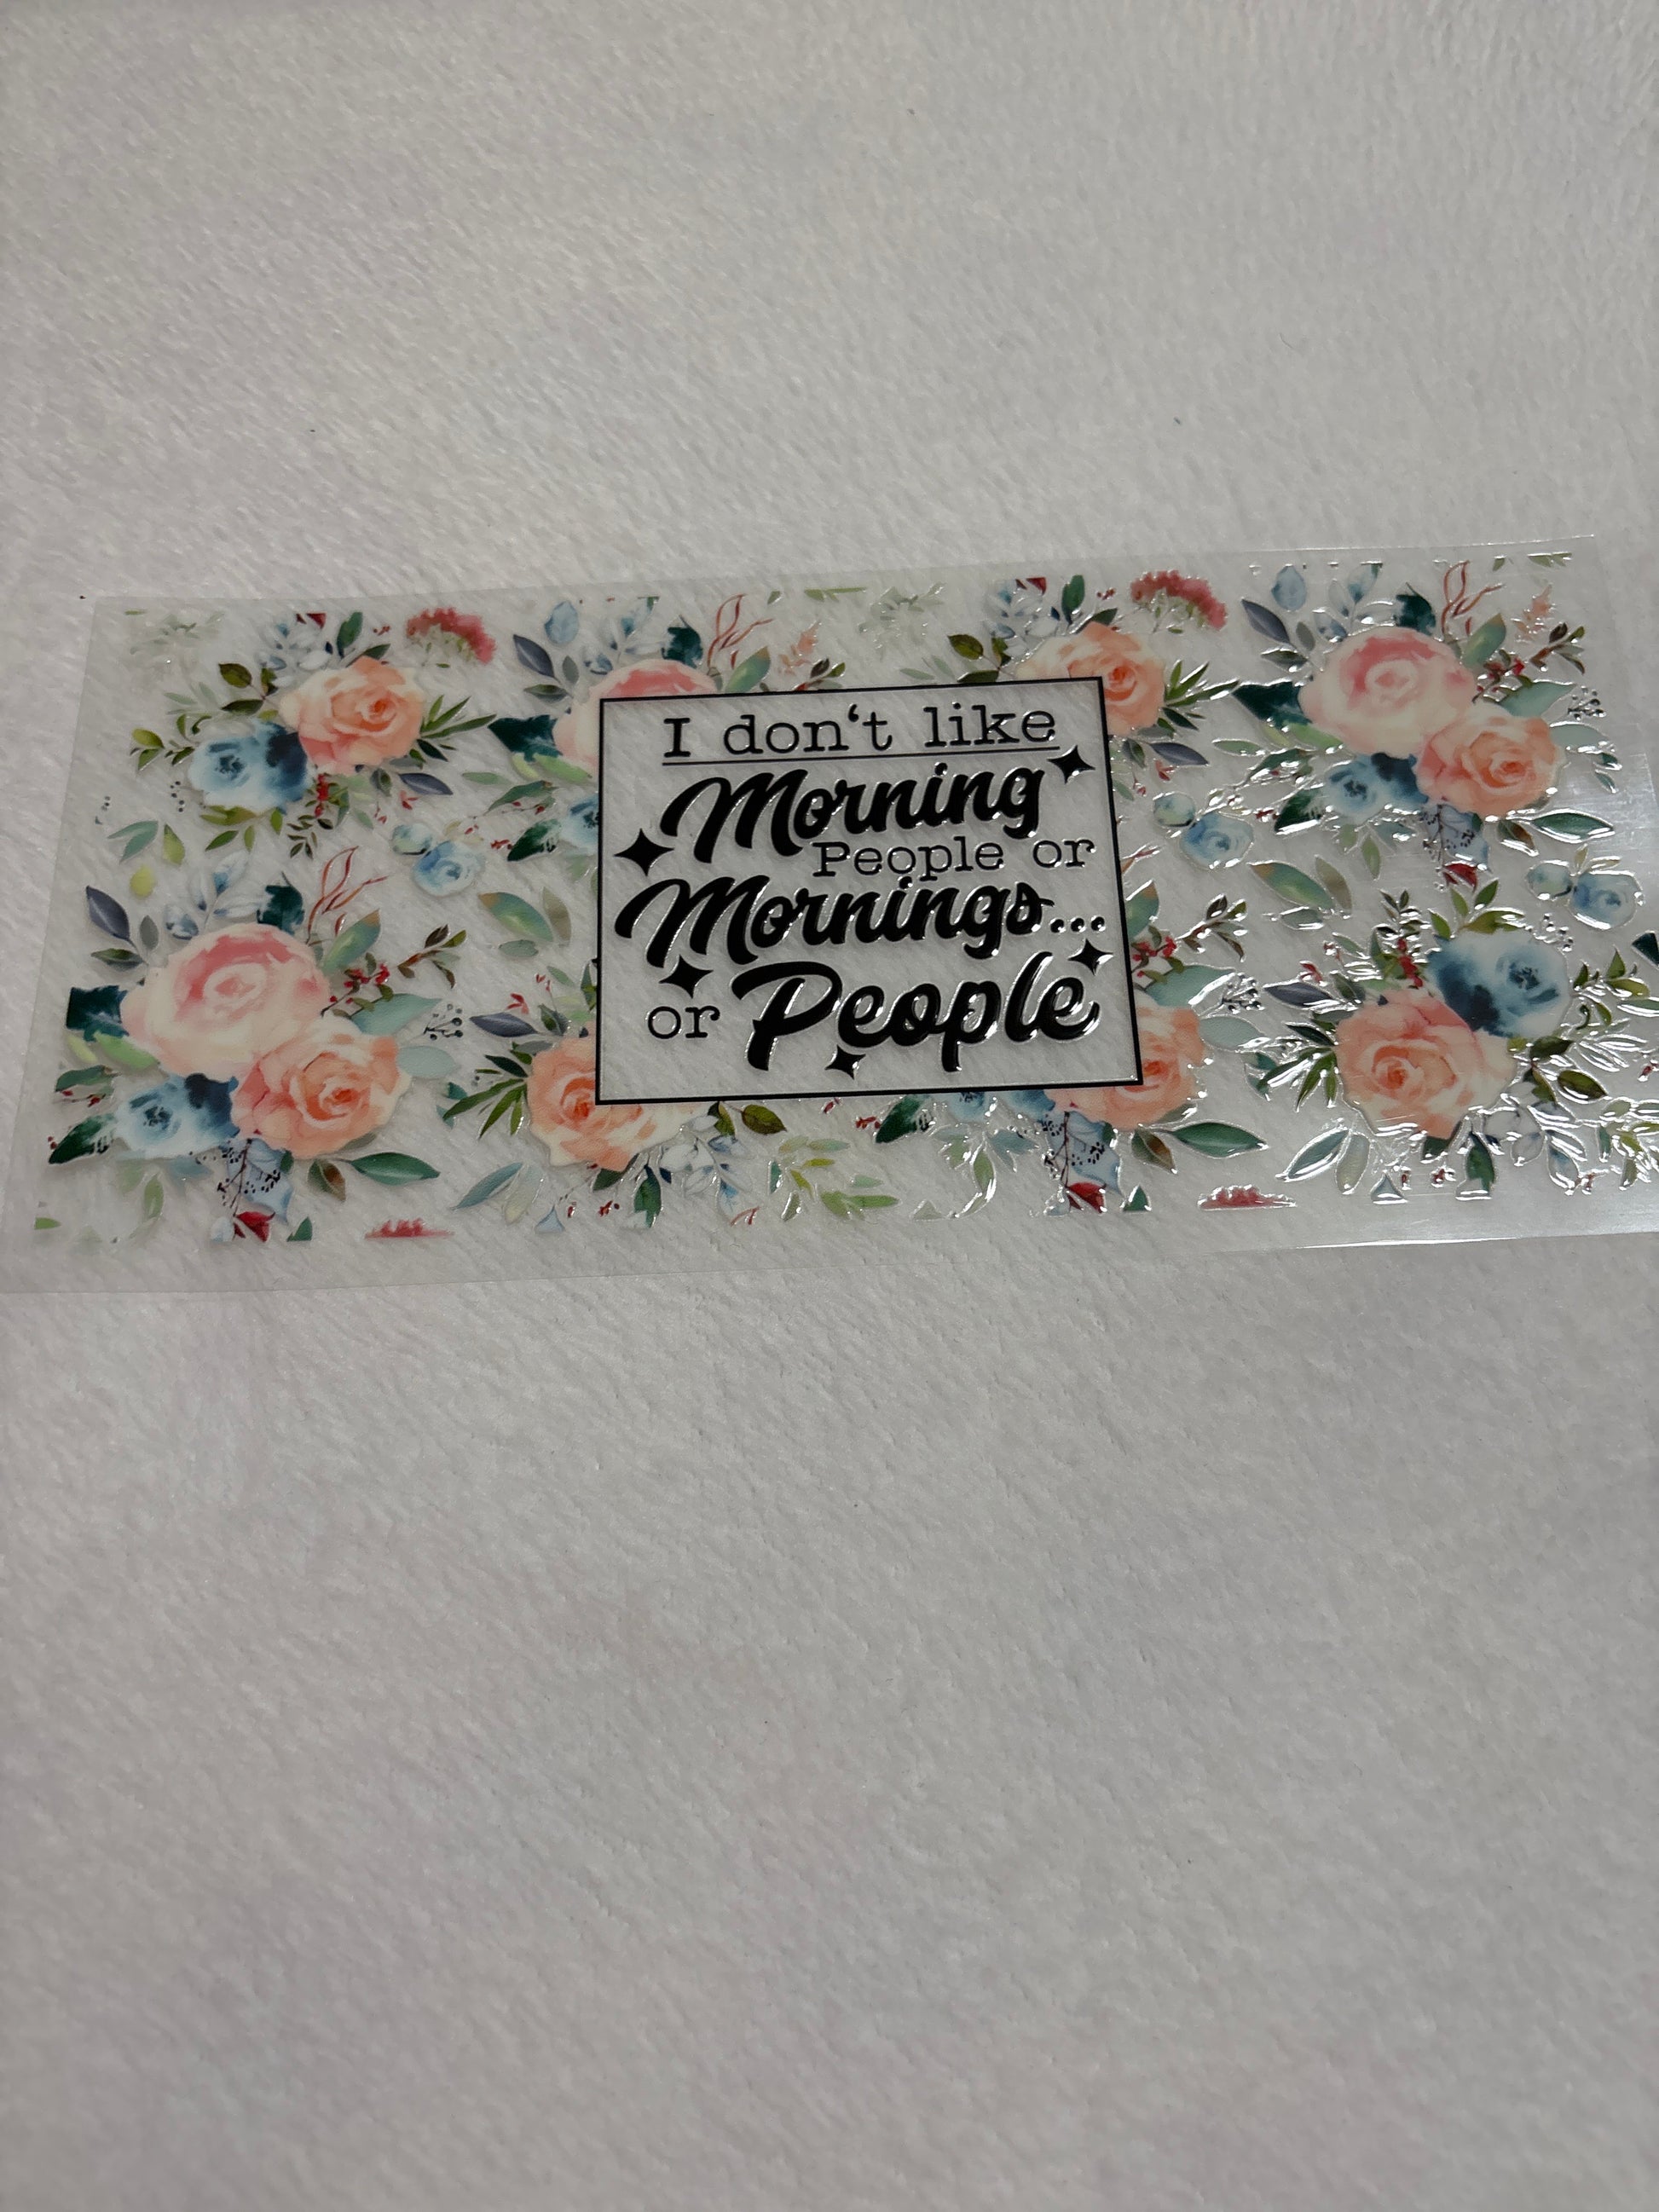 I don't like
Morning
People or
Mornings...
or People